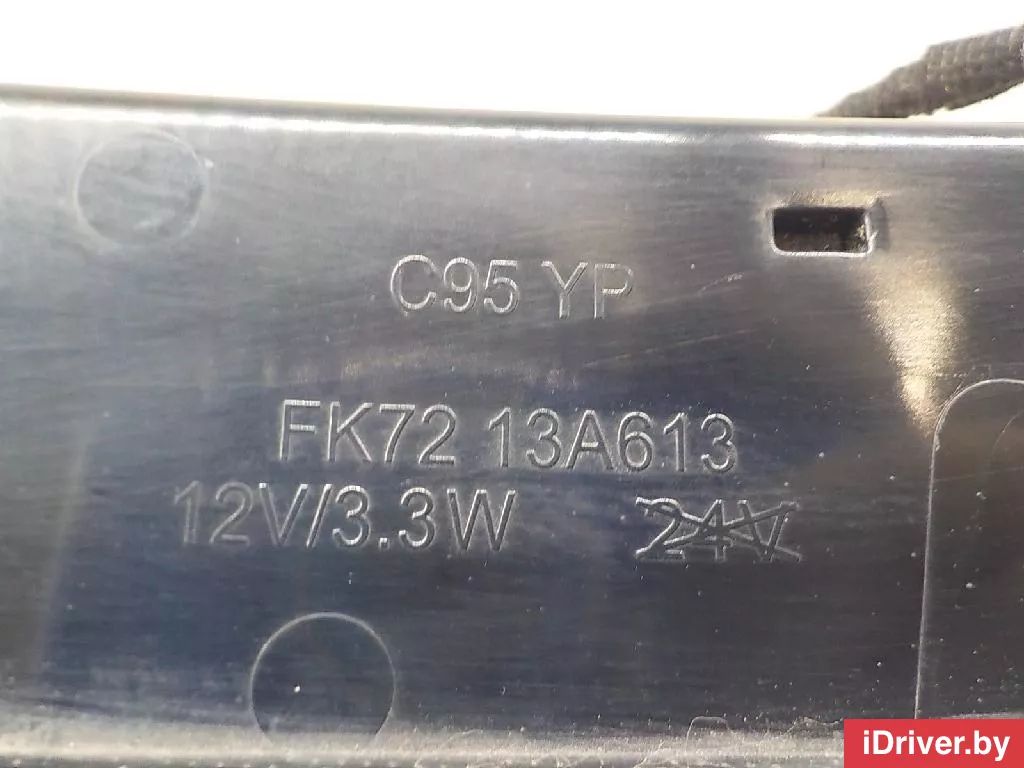 C95 YP
FK72 13A613
12V/3.3W 24V
iDriver.by